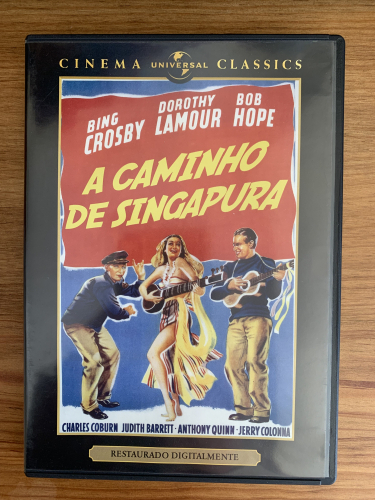 CINEMA UNIVERSAL CLASSICS
BING CROSBY
DOROTHY LAMOUR
BOB HOPE
A CAMINHO
DE SINGAPURA
CHARLES COBURN JUDITH BARRETT · ANTHONY QUINN · JERRY COLONNA
RESTAURADO DIGITALMENTE